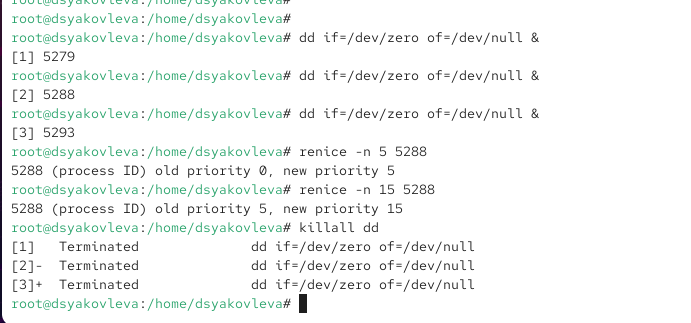 root@dsyakovleva:/home/dsyakovleva#
root@dsyakovleva:/home/dsyakovleva#
root@dsyakovleva:/home/dsyakovleva# dd if=/dev/zero of=/dev/null &
[1] 5279
root@dsyakovleva:/home/dsyakovleva# dd if=/dev/zero of=/dev/null &
[2] 5288
root@dsyakovleva:/home/dsyakovleva# dd if=/dev/zero of=/dev/null &
[3] 5293
root@dsyakovleva:/home/dsyakovleva# renice -n 5 5288
5288 (process ID) old priority 0, new priority 5
root@dsyakovleva:/home/dsyakovleva# renice -n 15 5288
5288 (process ID) old priority 5, new priority 15
root@dsyakovleva:/home/dsyakovleva# killall dd
[1]   Terminated              dd if=/dev/zero of=/dev/null
[2]-  Terminated              dd if=/dev/zero of=/dev/null
[3]+  Terminated              dd if=/dev/zero of=/dev/null
root@dsyakovleva:/home/dsyakovleva#